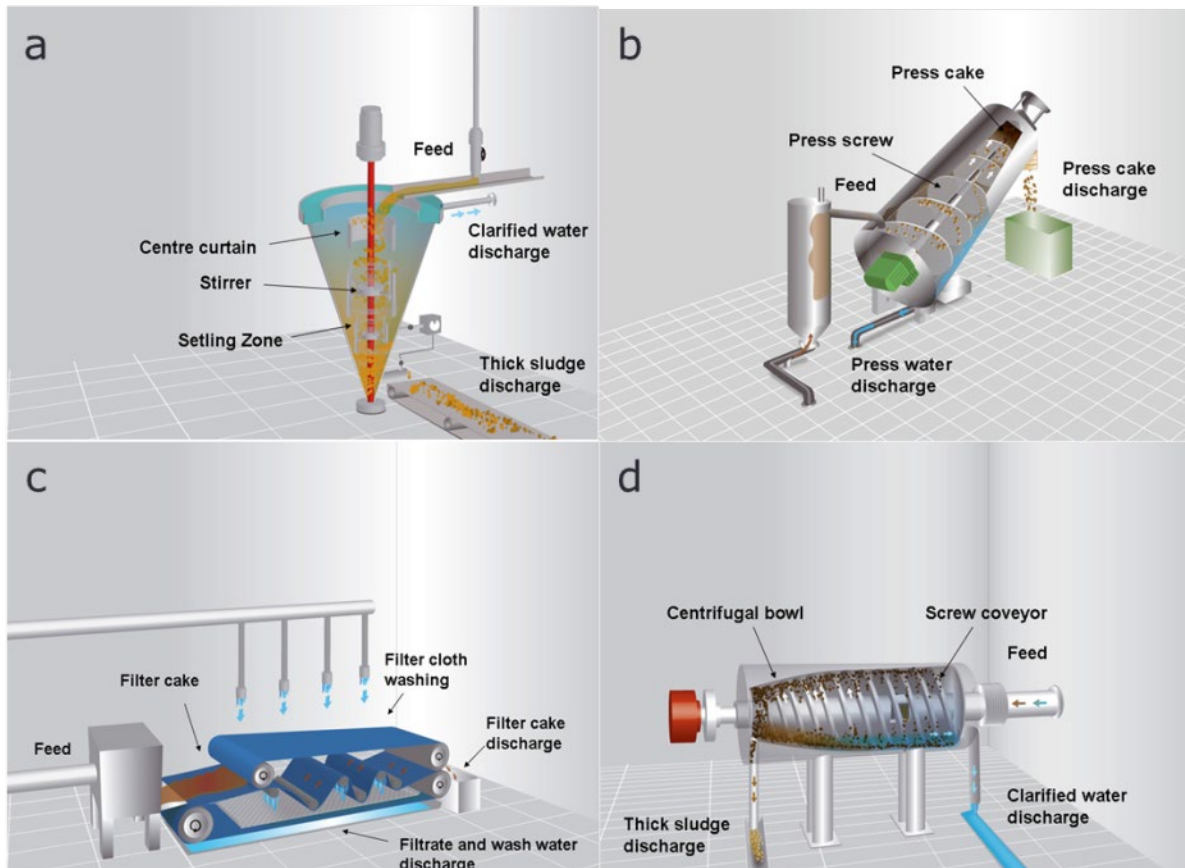 a
Feed
Clarified water
discharge
Centre curtain
Stirrer
Setling Zone
Thick sludge
discharge
b
Press cake
Press screw
Feed
Press cake
discharge
Press water
discharge
c
Filter cloth
washing
Filter cake
Filter cake
discharge
Feed
Filtrate and wash water
discharge
d
Centrifugal bowl
Screw coveyor
Feed
Clarified water
discharge
Thick sludge
discharge